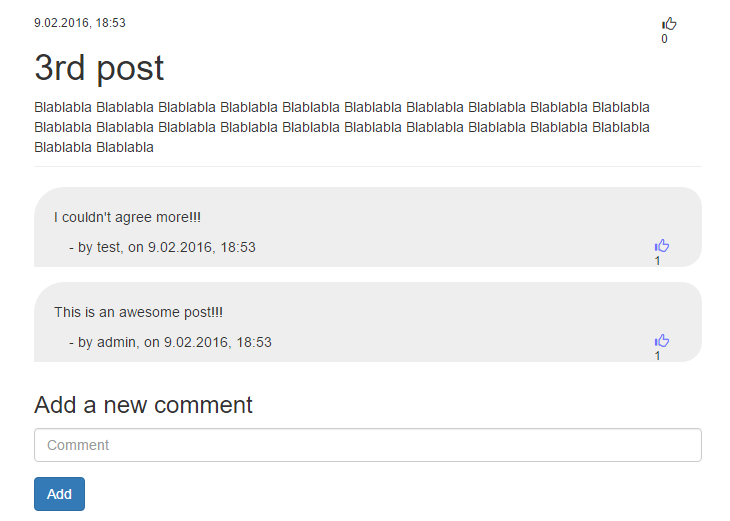 9.02.2016, 18:53
0
3rd post
Blablabla Blablabla Blablabla Blablabla Blablabla Blablabla Blablabla Blablabla Blablabla Blablabla
Blablabla Blablabla Blablabla Blablabla Blablabla Blablabla Blablabla Blablabla Blablabla Blablabla
Blablabla Blablabla
I couldn't agree more!!!
- by test, on 9.02.2016, 18:53
1
This is an awesome post!!!
- by admin, on 9.02.2016, 18:53
1
Add a new comment
Comment
Add